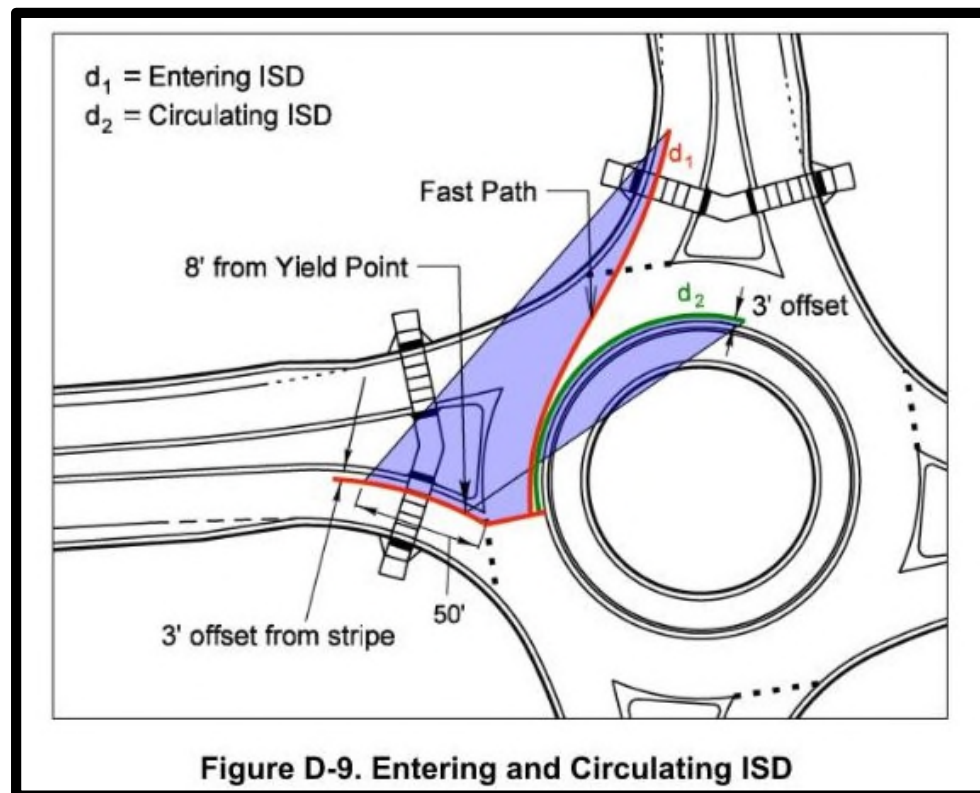 d₁ = Entering ISD
d₂ = Circulating ISD
d₁
Fast Path
8' from Yield Point
d₂
3' offset
50'
3' offset from stripe
Figure D-9. Entering and Circulating ISD